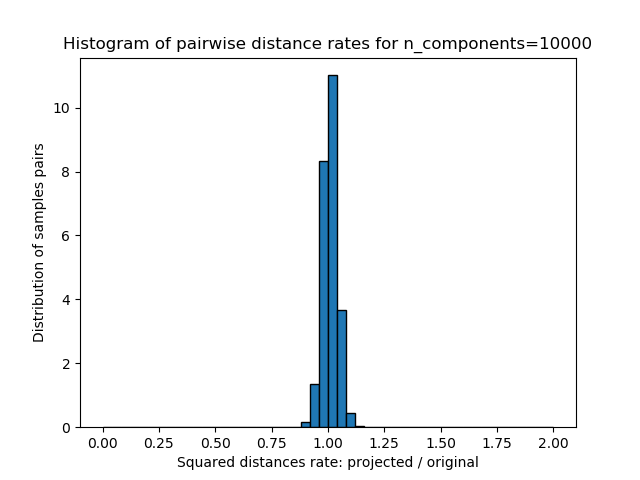 Histogram of pairwise distance rates for n_components=10000
10
8
6
4
2
0
Distribution of samples pairs
0.00 0.25 0.50 0.75 1.00 1.25 1.50 1.75 2.00
Squared distances rate: projected / original